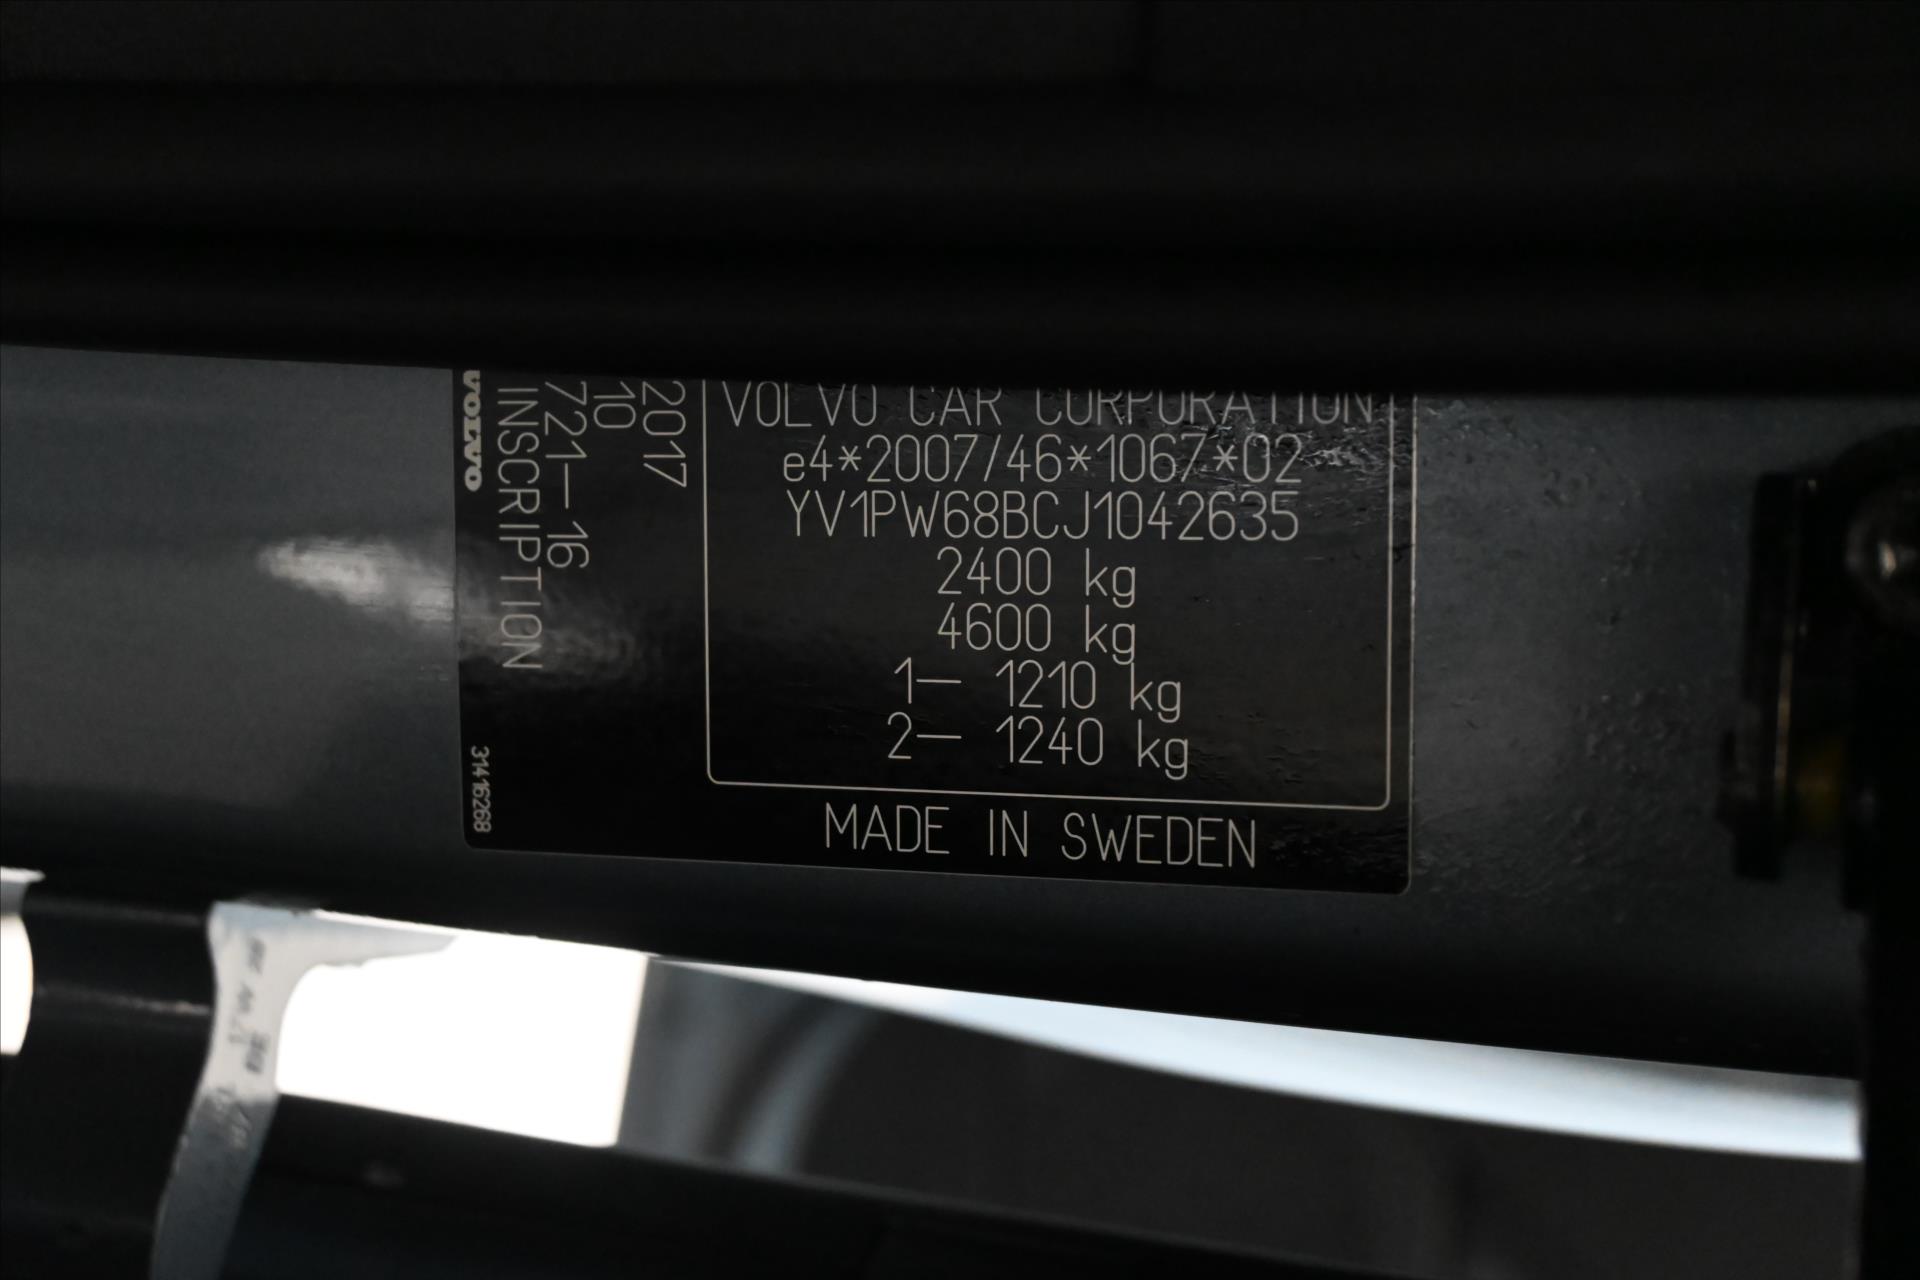 VOLVO CAR CORPORATION
e4*2007/46*1067*02
YV1PW68BCJ1042635
2400 kg
4600 kg
1— 1210 kg
2— 1240 kg
MADE IN SWEDEN
2017
10
721—16
INSCRIPTION
VOLVO
31416268